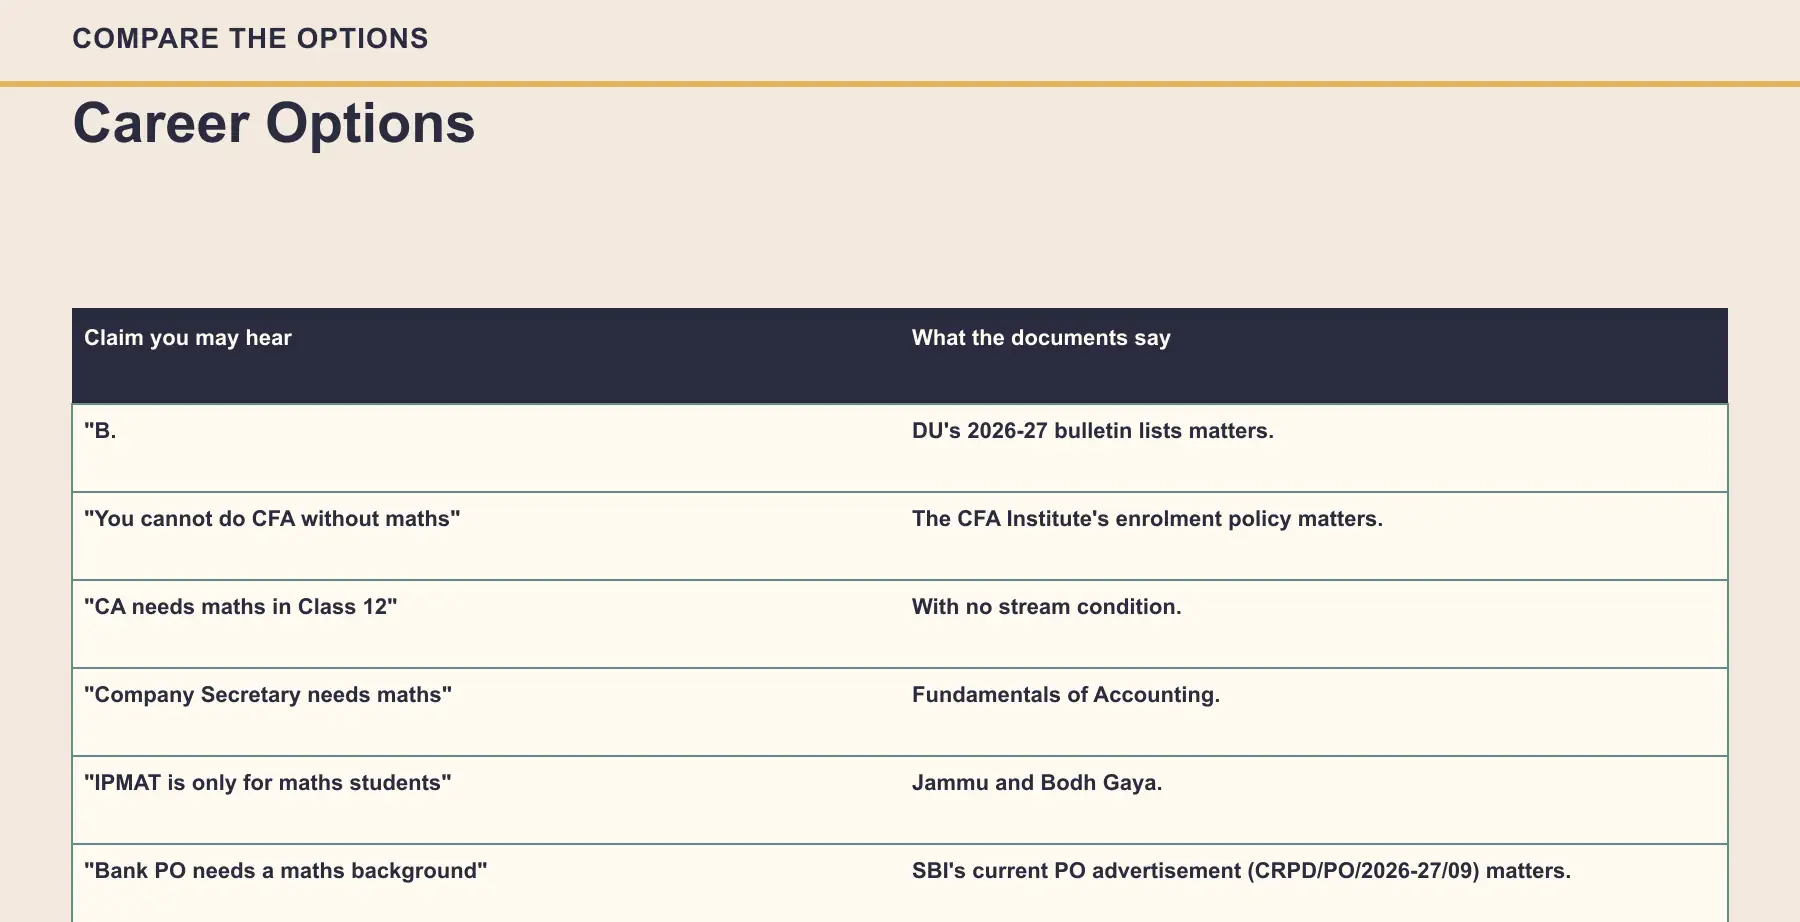 COMPARE THE OPTIONS
Career Options
Claim you may hear
What the documents say
"B.
DU's 2026-27 bulletin lists matters.
"You cannot do CFA without maths"
The CFA Institute's enrolment policy matters.
"CA needs maths in Class 12"
With no stream condition.
"Company Secretary needs maths"
Fundamentals of Accounting.
"IPMAT is only for maths students"
Jammu and Bodh Gaya.
"Bank PO needs a maths background"
SBI's current PO advertisement (CRPD/PO/2026-27/09) matters.